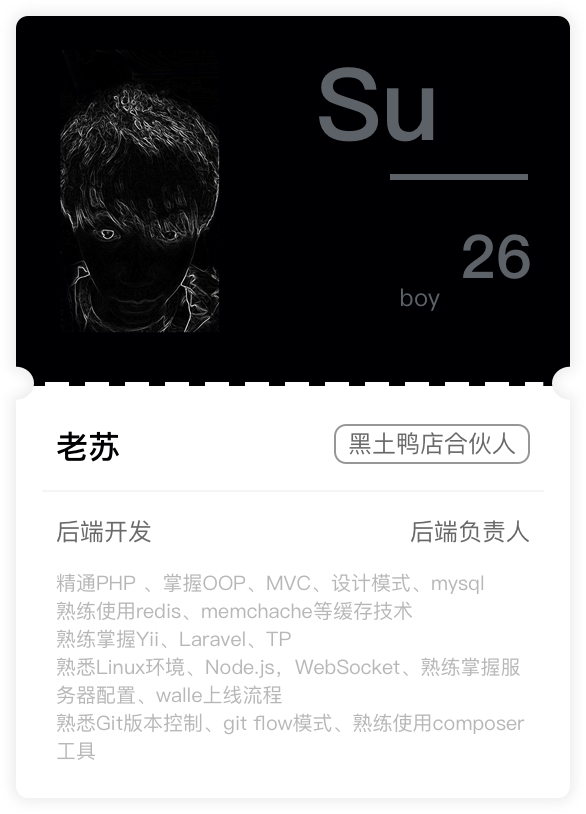 Su
26
boy
老苏
黑土鸭店合伙人
后端开发
后端负责人
精通PHP 、掌握OOP、MVC、设计模式、mysql
熟练使用redis、memchache等缓存技术
熟练掌握Yii、Laravel、TP
熟悉Linux环境、Node.js，WebSocket、熟练掌握服
务器配置、walle上线流程
熟悉Git版本控制、git flow模式、熟练使用composer
工具